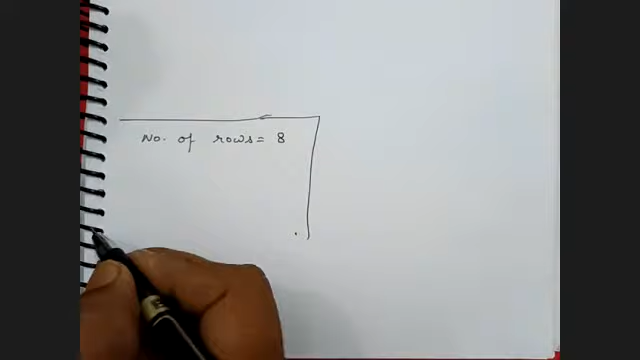 No. of rows = 8